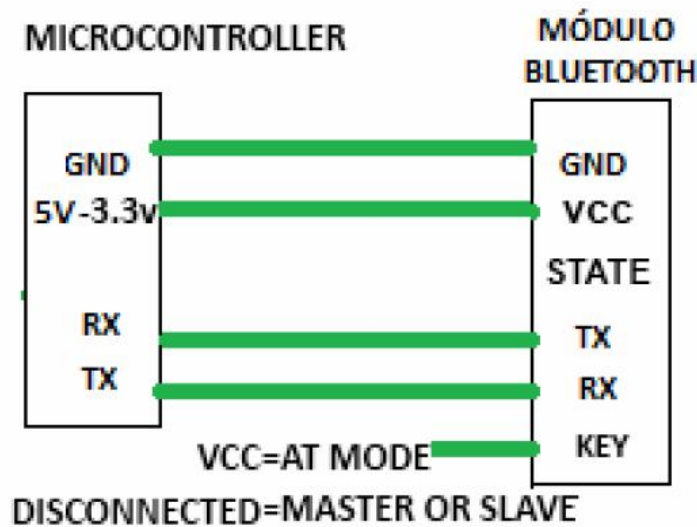 MICROCONTROLLER
MÓDULO
BLUETOOTH
GND
5V-3.3v
RX
TX
GND
VCC
STATE
TX
RX
KEY
VCC=AT MODE
DISCONNECTED=MASTER OR SLAVE